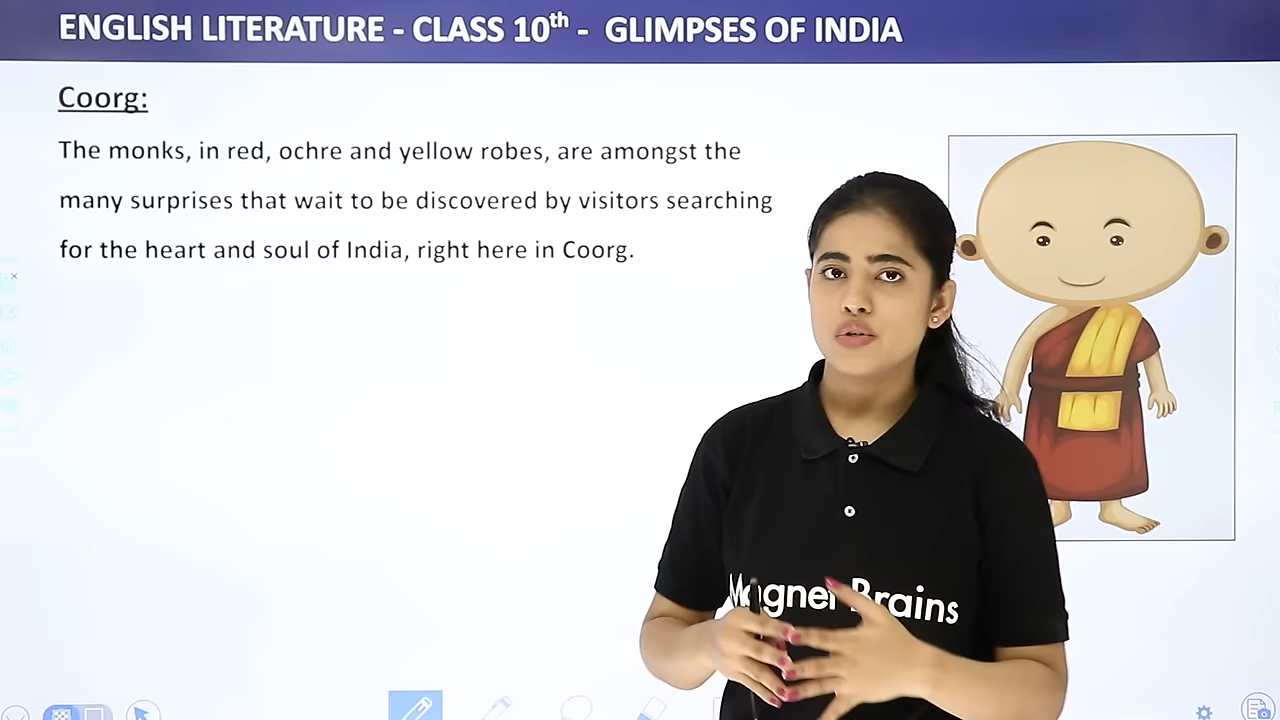 ENGLISH LITERATURE - CLASS 10th - GLIMPSES OF INDIA
Coorg:
The monks, in red, ochre and yellow robes, are amongst the
many surprises that wait to be discovered by visitors searching
for the heart and soul of India, right here in Coorg.
Magnet Brains